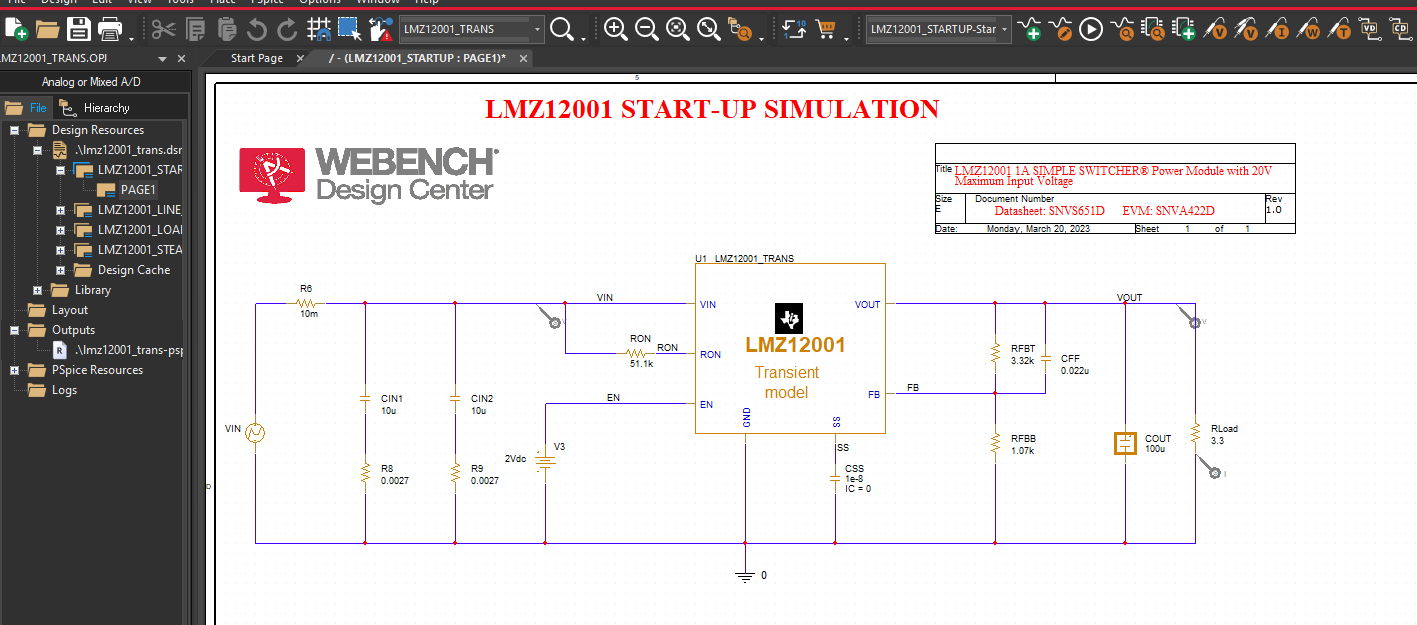 File Design Edit View Tools Place PSpice Options Window Help
LMZ12001_TRANS
LMZ12001_STARTUP-Star
LMZ12001_TRANS.OPJ
Start Page
/ - (LMZ12001_STARTUP : PAGE1)*
Analog or Mixed A/D
File
Hierarchy
Design Resources
.\lmz12001_trans.dsn
LMZ12001_STAR
PAGE1
LMZ12001_LINE_
LMZ12001_LOAD
LMZ12001_STEA
Design Cache
Library
Layout
Outputs
.\lmz12001_trans-psp
PSpice Resources
Logs
5
D
LMZ12001 START-UP SIMULATION
WEBENCH®
Design Center
Title
LMZ12001 1A SIMPLE SWITCHER® Power Module with 20V
Maximum Input Voltage
Size
E
Document Number
Datasheet: SNVS651D EVM: SNVA422D
Rev
1.0
Date: Monday, March 20, 2023 Sheet 1 of 1
U1 LMZ12001_TRANS
R6
10m
VIN
VIN
VOUT
VOUT
V
V
RON
51.1k
RON
RON
LMZ12001
Transient
model
RFBT
3.32k
CFF
0.022u
EN
EN
FB
FB
GND
SS
SS
CIN1
10u
CIN2
10u
VIN
V3
2Vdc
R8
0.0027
R9
0.0027
CSS
1e-8
IC = 0
RFBB
1.07k
COUT
100u
RLoad
3.3
I
0